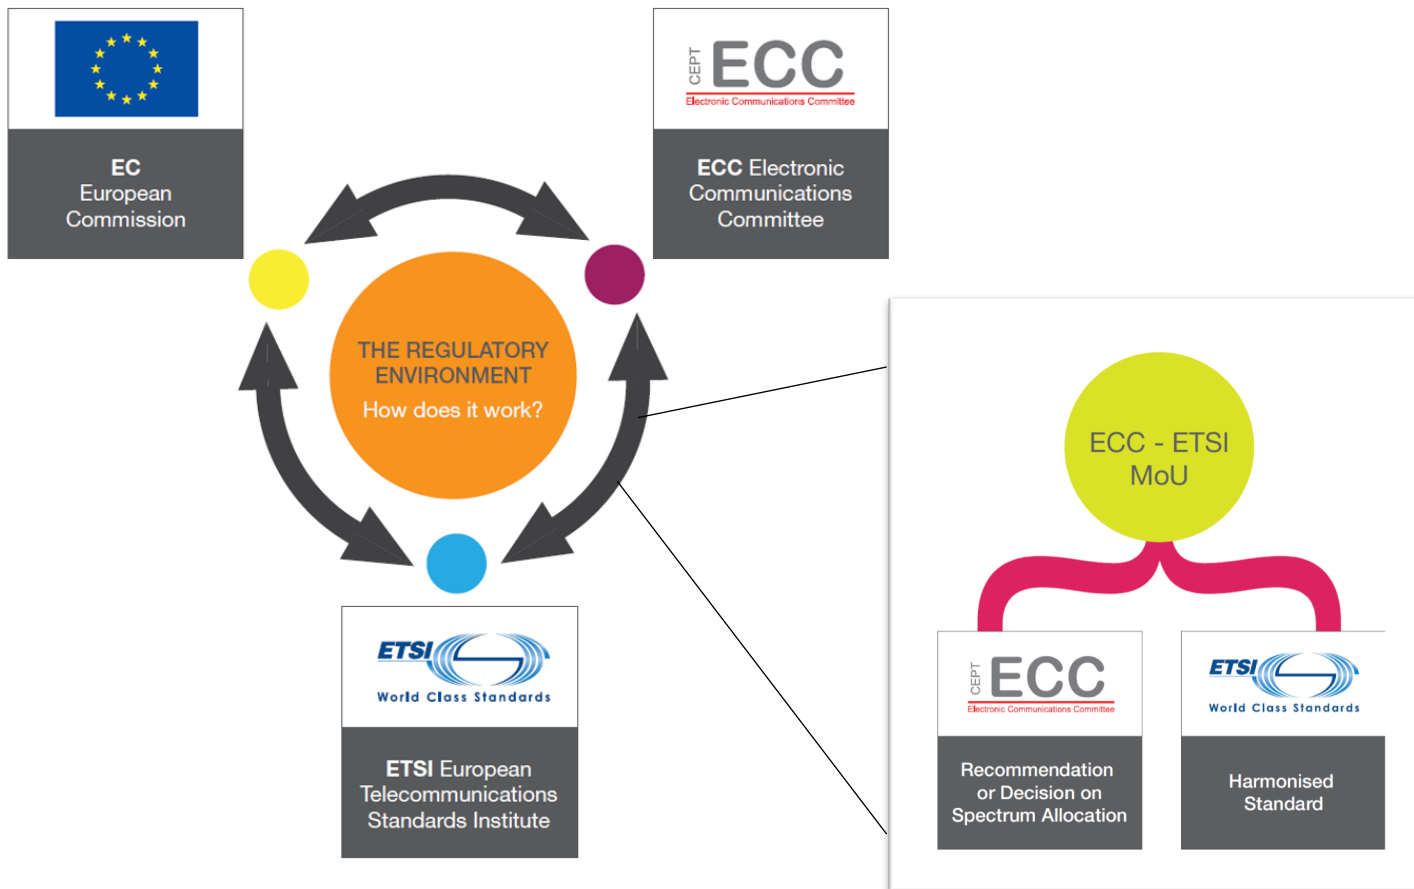 EC
European
Commission
CEPT
ECC
Electronic Communications Committee
ECC Electronic
Communications
Committee
THE REGULATORY
ENVIRONMENT
How does it work?
ETSI
World Class Standards
ETSI European
Telecommunications
Standards Institute
ECC - ETSI
MoU
CEPT
ECC
Electronic Communications Committee
Recommendation
or Decision on
Spectrum Allocation
ETSI
World Class Standards
Harmonised
Standard